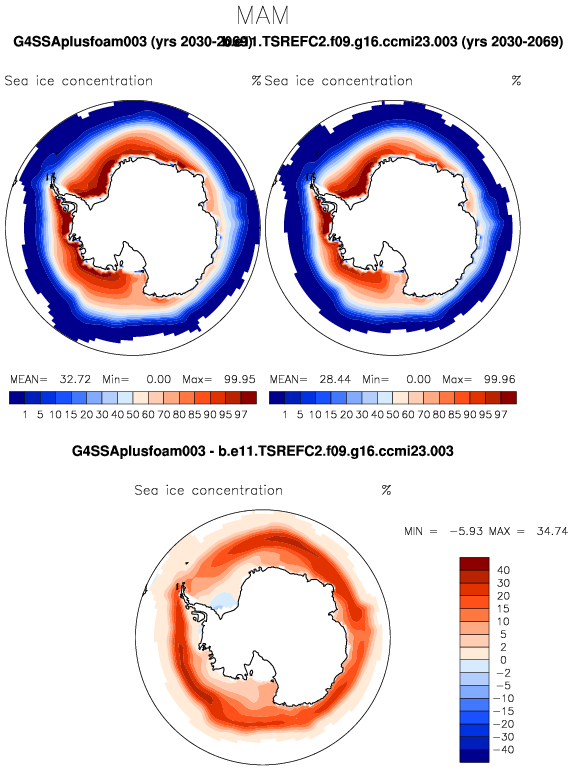 MAM
G4SSAplusfoam003 (yrs 2030-2069) b.e11.TSREFC2.f09.g16.ccmi23.003 (yrs 2030-2069)
Sea ice concentration % Sea ice concentration %
MEAN= 32.72 Min= 0.00 Max= 99.95 MEAN= 28.44 Min= 0.00 Max= 99.96
1 5 10 15 20 30 40 50 60 70 80 85 90 95 97 1 5 10 15 20 30 40 50 60 70 80 85 90 95 97
G4SSAplusfoam003 - b.e11.TSREFC2.f09.g16.ccmi23.003
Sea ice concentration %
MIN = -5.93 MAX = 34.74
40
30
20
15
10
5
2
0
-2
-5
-10
-15
-20
-30
-40